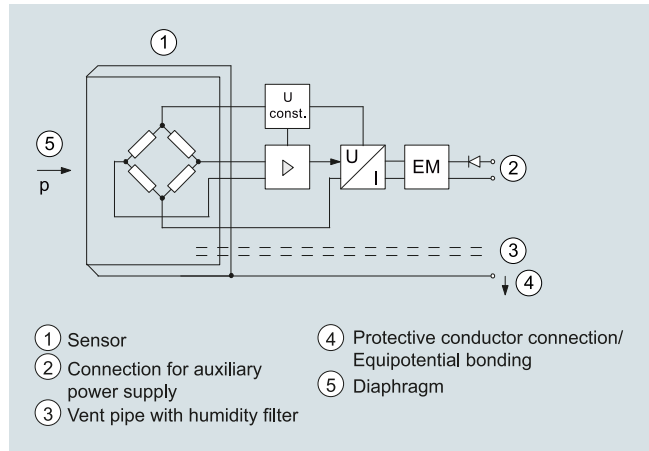 1
U
const.
5
p
U
I
EM
2
3
4
1 Sensor
2 Connection for auxiliary
power supply
3 Vent pipe with humidity filter
4 Protective conductor connection/
Equipotential bonding
5 Diaphragm